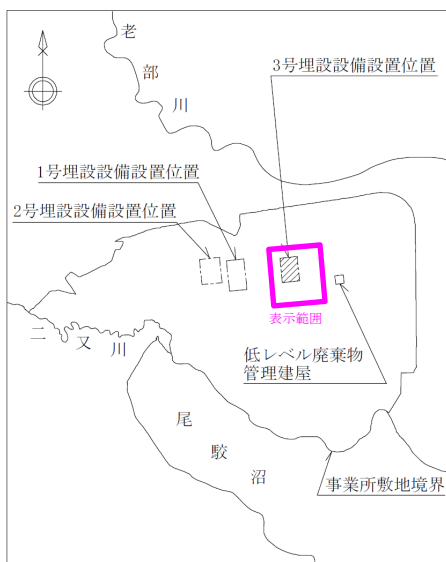 老部川
3号埋設設備設置位置
1号埋設設備設置位置
2号埋設設備設置位置
表示範囲
二又川
低レベル廃棄物
管理建屋
尾駮沼
事業所敷地境界